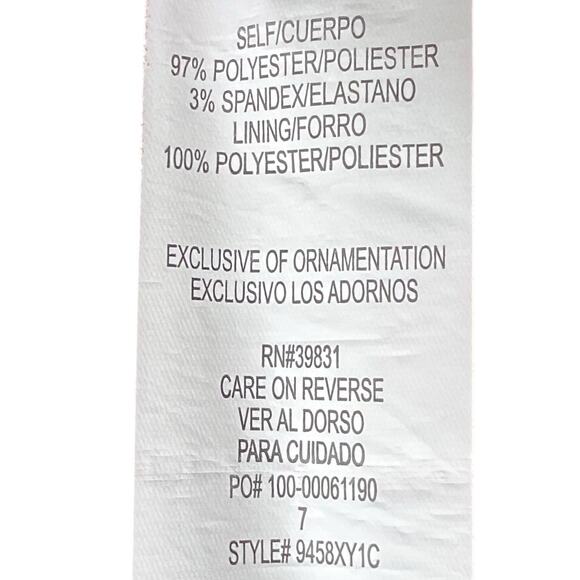 SELF/CUERPO
97% POLYESTER/POLIESTER
3% SPANDEX/ELASTANO
LINING/FORRO
100% POLYESTER/POLIESTER
EXCLUSIVE OF ORNAMENTATION
EXCLUSIVO LOS ADORNOS
RN#39831
CARE ON REVERSE
VER AL DORSO
PARA CUIDADO
PO# 100-00061190
7
STYLE# 9458XY1C